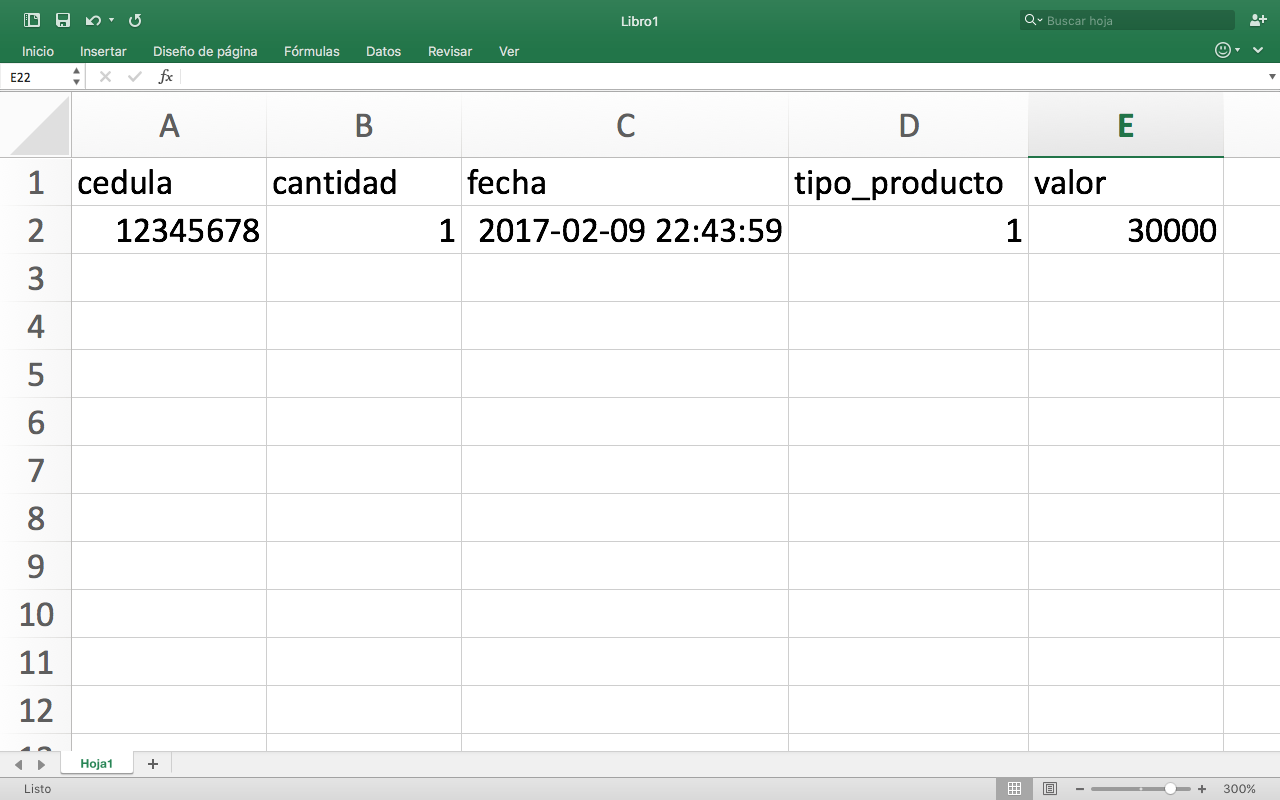 Libro1
Buscar hoja
Inicio Insertar Diseño de página Fórmulas Datos Revisar Ver
E22 fx
A B C D E
1 cedula cantidad fecha tipo_producto valor
2 12345678 1 2017-02-09 22:43:59 1 30000
3
4
5
6
7
8
9
10
11
12
Hoja1 +
Listo 300%